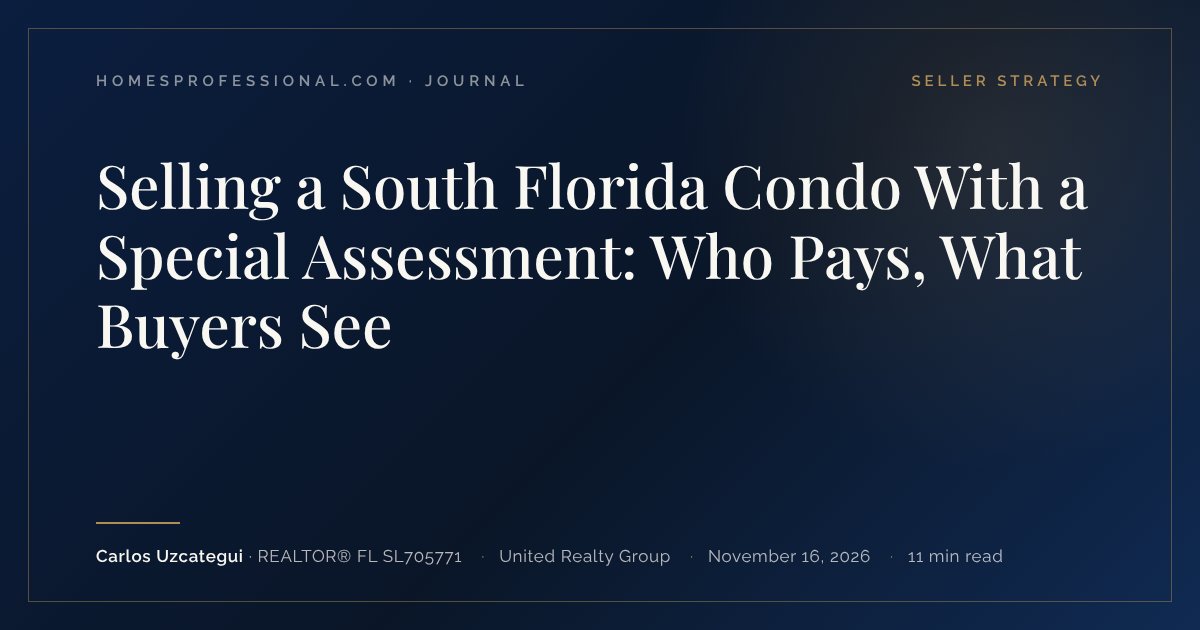 HOMESPROFESSIONAL.COM · JOURNAL
SELLER STRATEGY
Selling a South Florida Condo With a
Special Assessment: Who Pays, What
Buyers See
Carlos Uzcategui · REALTOR® FL SL705771 · United Realty Group · November 16, 2026 · 11 min read